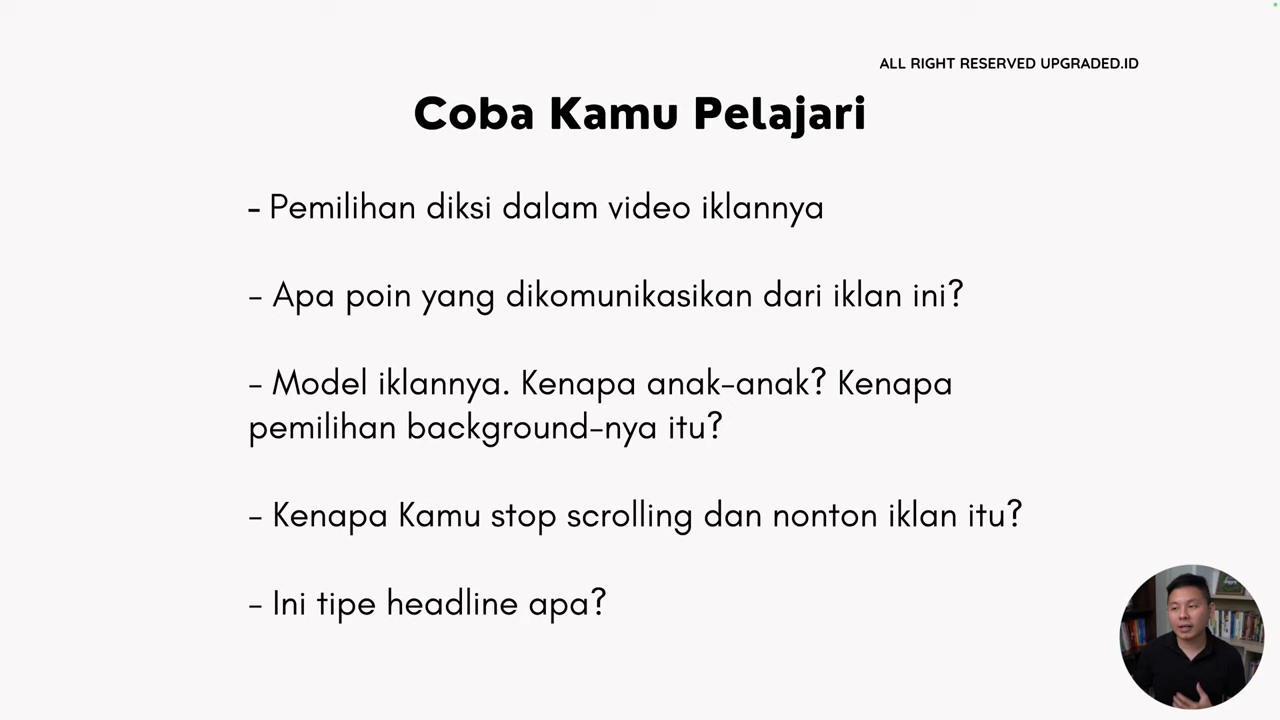 ALL RIGHT RESERVED UPGRADED.ID
Coba Kamu Pelajari
- Pemilihan diksi dalam video iklannya
- Apa poin yang dikomunikasikan dari iklan ini?
- Model iklannya. Kenapa anak-anak? Kenapa
pemilihan background-nya itu?
- Kenapa Kamu stop scrolling dan nonton iklan itu?
- Ini tipe headline apa?